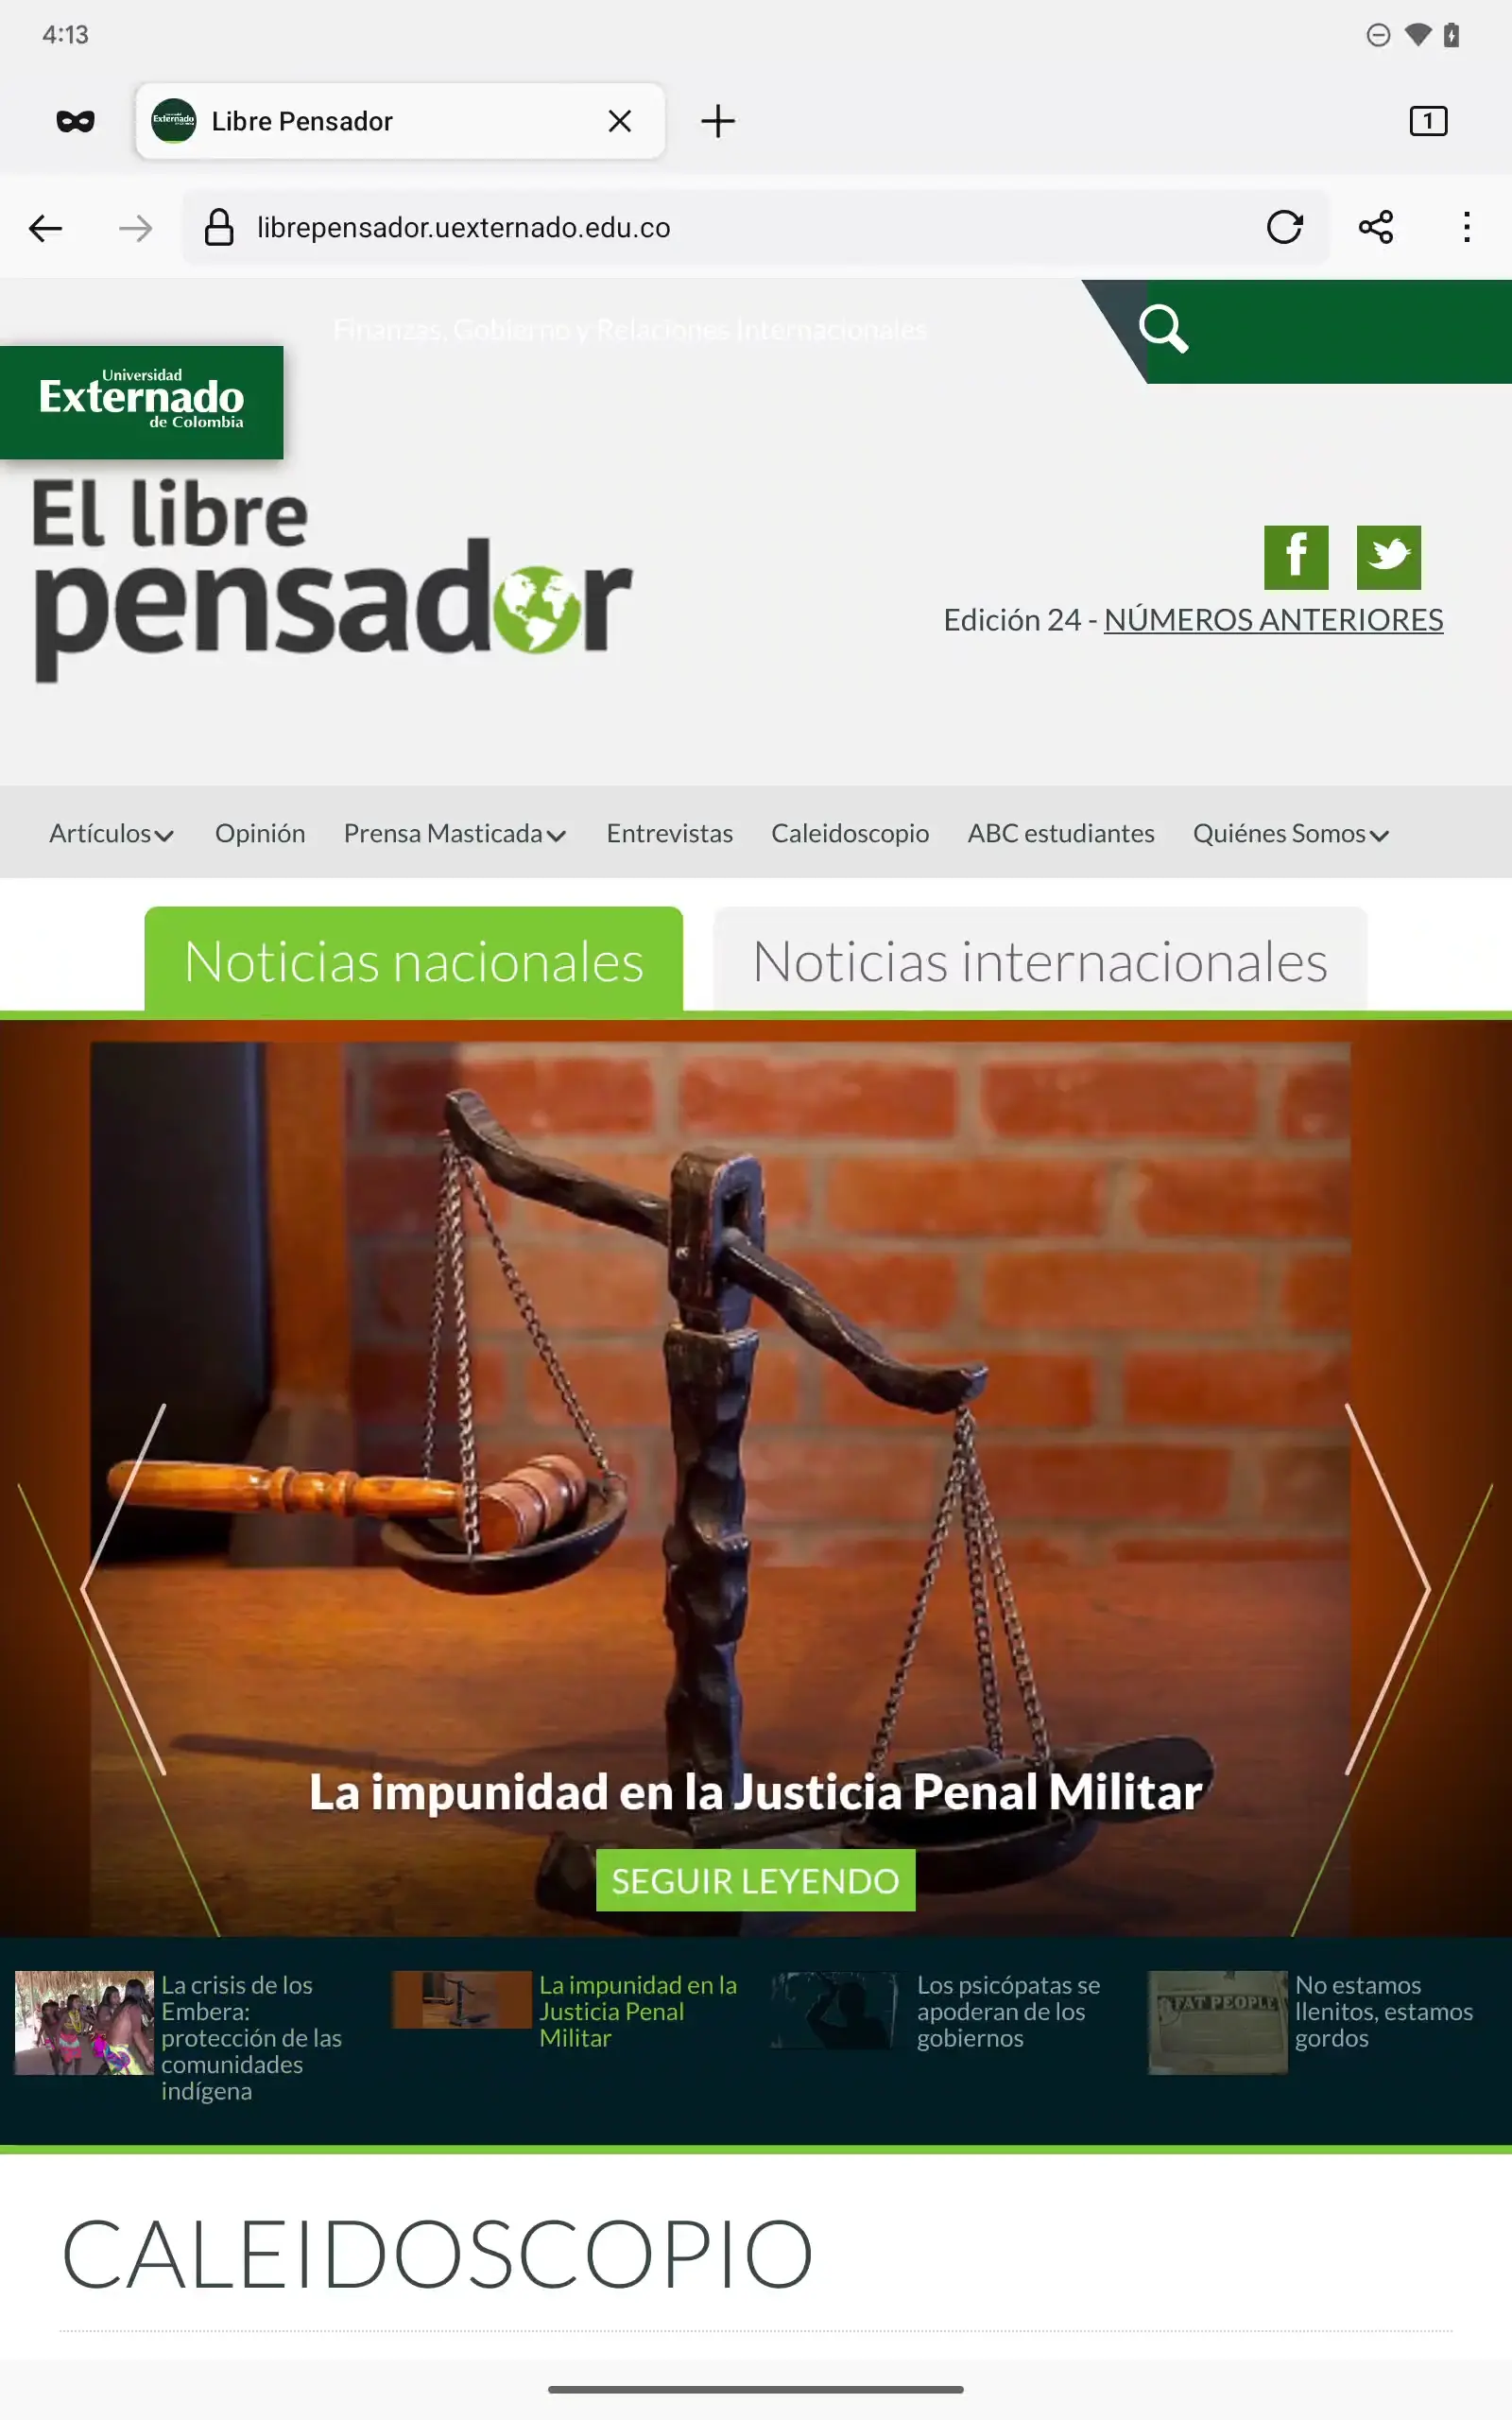 4:13
Externado
Libre Pensador
1
librepensador.uexternado.edu.co
Finanzas, Gobierno y Relaciones Internacionales
Universidad
Externado
de Colombia
El libre
pensador
Edición 24 - NÚMEROS ANTERIORES
Artículos Opinión Prensa Masticada Entrevistas Caleidoscopio ABC estudiantes Quiénes Somos
Noticias nacionales Noticias internacionales
La impunidad en la Justicia Penal Militar
SEGUIR LEYENDO
La crisis de los
Embera:
protección de las
comunidades
indígena
La impunidad en la
Justicia Penal
Militar
Los psicópatas se
apoderan de los
gobiernos
FAT PEOPLE
No estamos
llenitos, estamos
gordos
CALEIDOSCOPIO